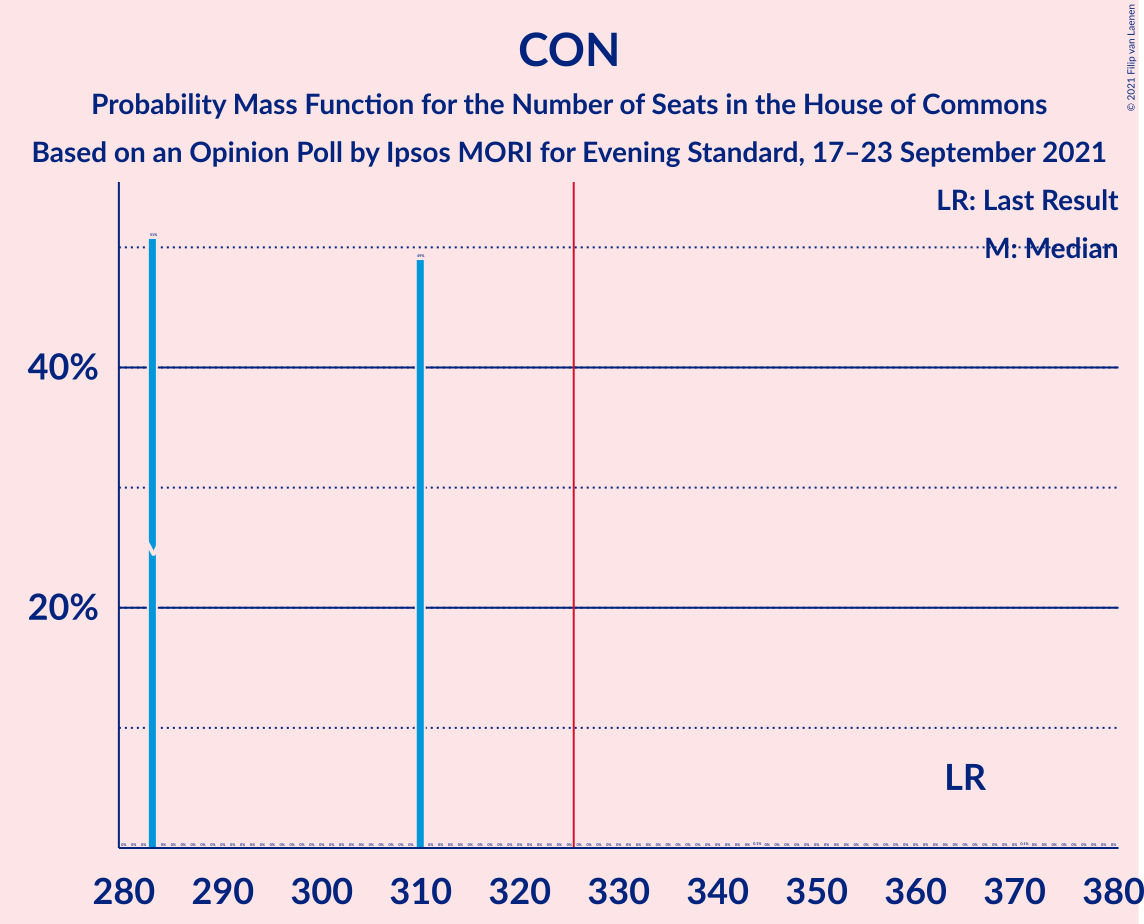 CON
Probability Mass Function for the Number of Seats in the House of Commons
Based on an Opinion Poll by Ipsos MORI for Evening Standard, 17–23 September 2021
© 2021 Filip van Laenen
LR: Last Result
M: Median
51%
49%
40%
20%
LR
280 290 300 310 320 330 340 350 360 370 380